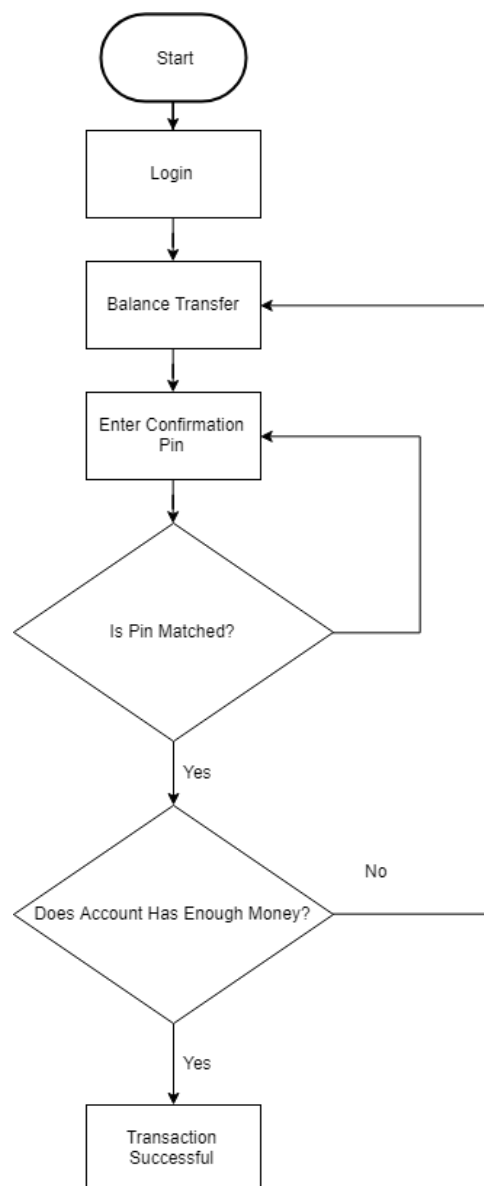 Start
Login
Balance Transfer
Enter Confirmation
Pin
Is Pin Matched?
Yes
No
Does Account Has Enough Money?
Yes
Transaction
Successful